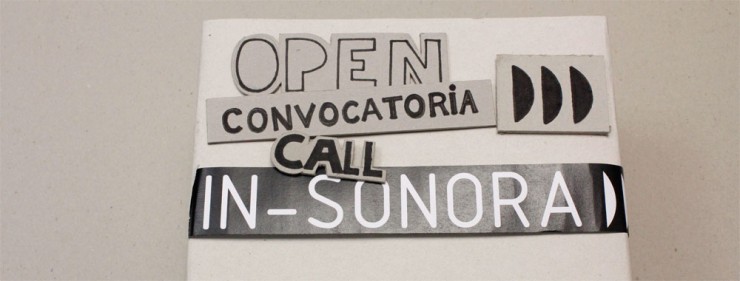 OPEN
CONVOCATORiA
CALL
IN-SONORA